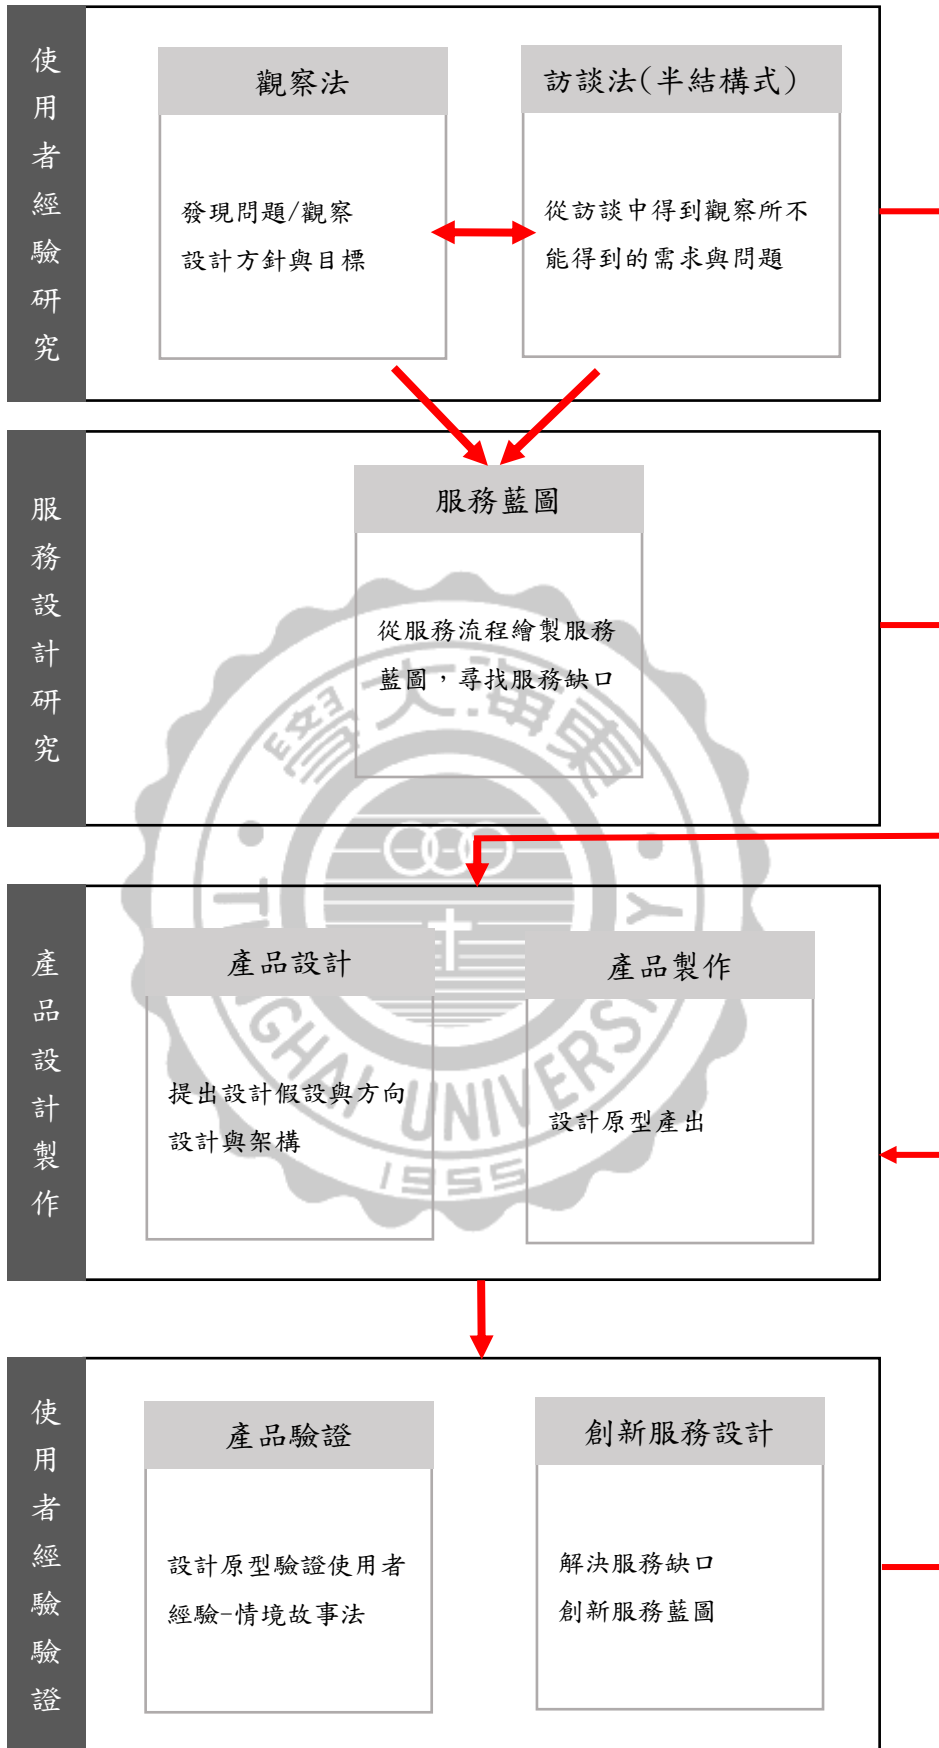 使用者經驗研究
觀察法
發現問題/觀察
設計方針與目標
訪談法(半結構式)
從訪談中得到觀察所不
能得到的需求與問題
服務設計研究
服務藍圖
從服務流程繪製服務
藍圖，尋找服務缺口
學大海東
TUNGHAI UNIVERSITY
1955
產品設計製作
產品設計
提出設計假設與方向
設計與架構
產品製作
設計原型產出
使用者經驗驗證
產品驗證
設計原型驗證使用者
經驗-情境故事法
創新服務設計
解決服務缺口
創新服務藍圖